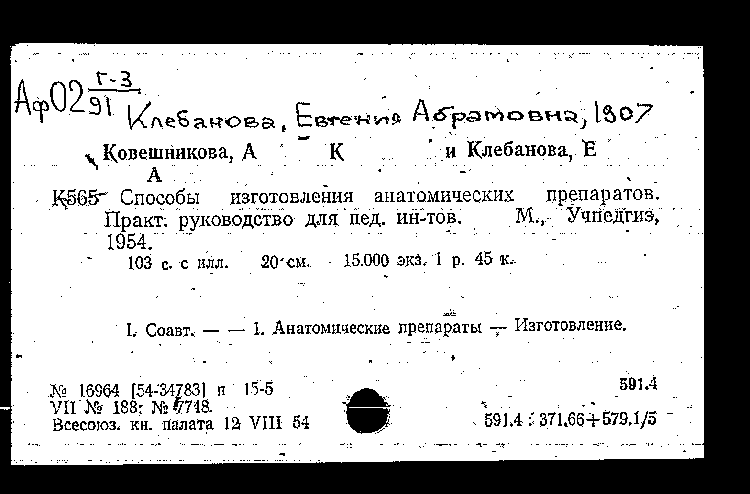 Аф02 Г-3
91
Клебанова, Евгения Абрамовна, 1907
Ковешникова, А К и Клебанова, Е
А
К565 Способы изготовления анатомических препаратов.
Практ. руководство для пед. ин-тов. М., Учпедгиз,
1954.
103 с. с илл. 20 см. 15.000 экз. 1 р. 45 к.
I. Соавт. — — 1. Анатомические препараты — Изготовление.
№ 16964 [54-34783] п 15-5
591.4
VII № 188; № 7718.
Всесоюз. кн. палата 12 VIII 54
591.4 : 371.66+579.1/5